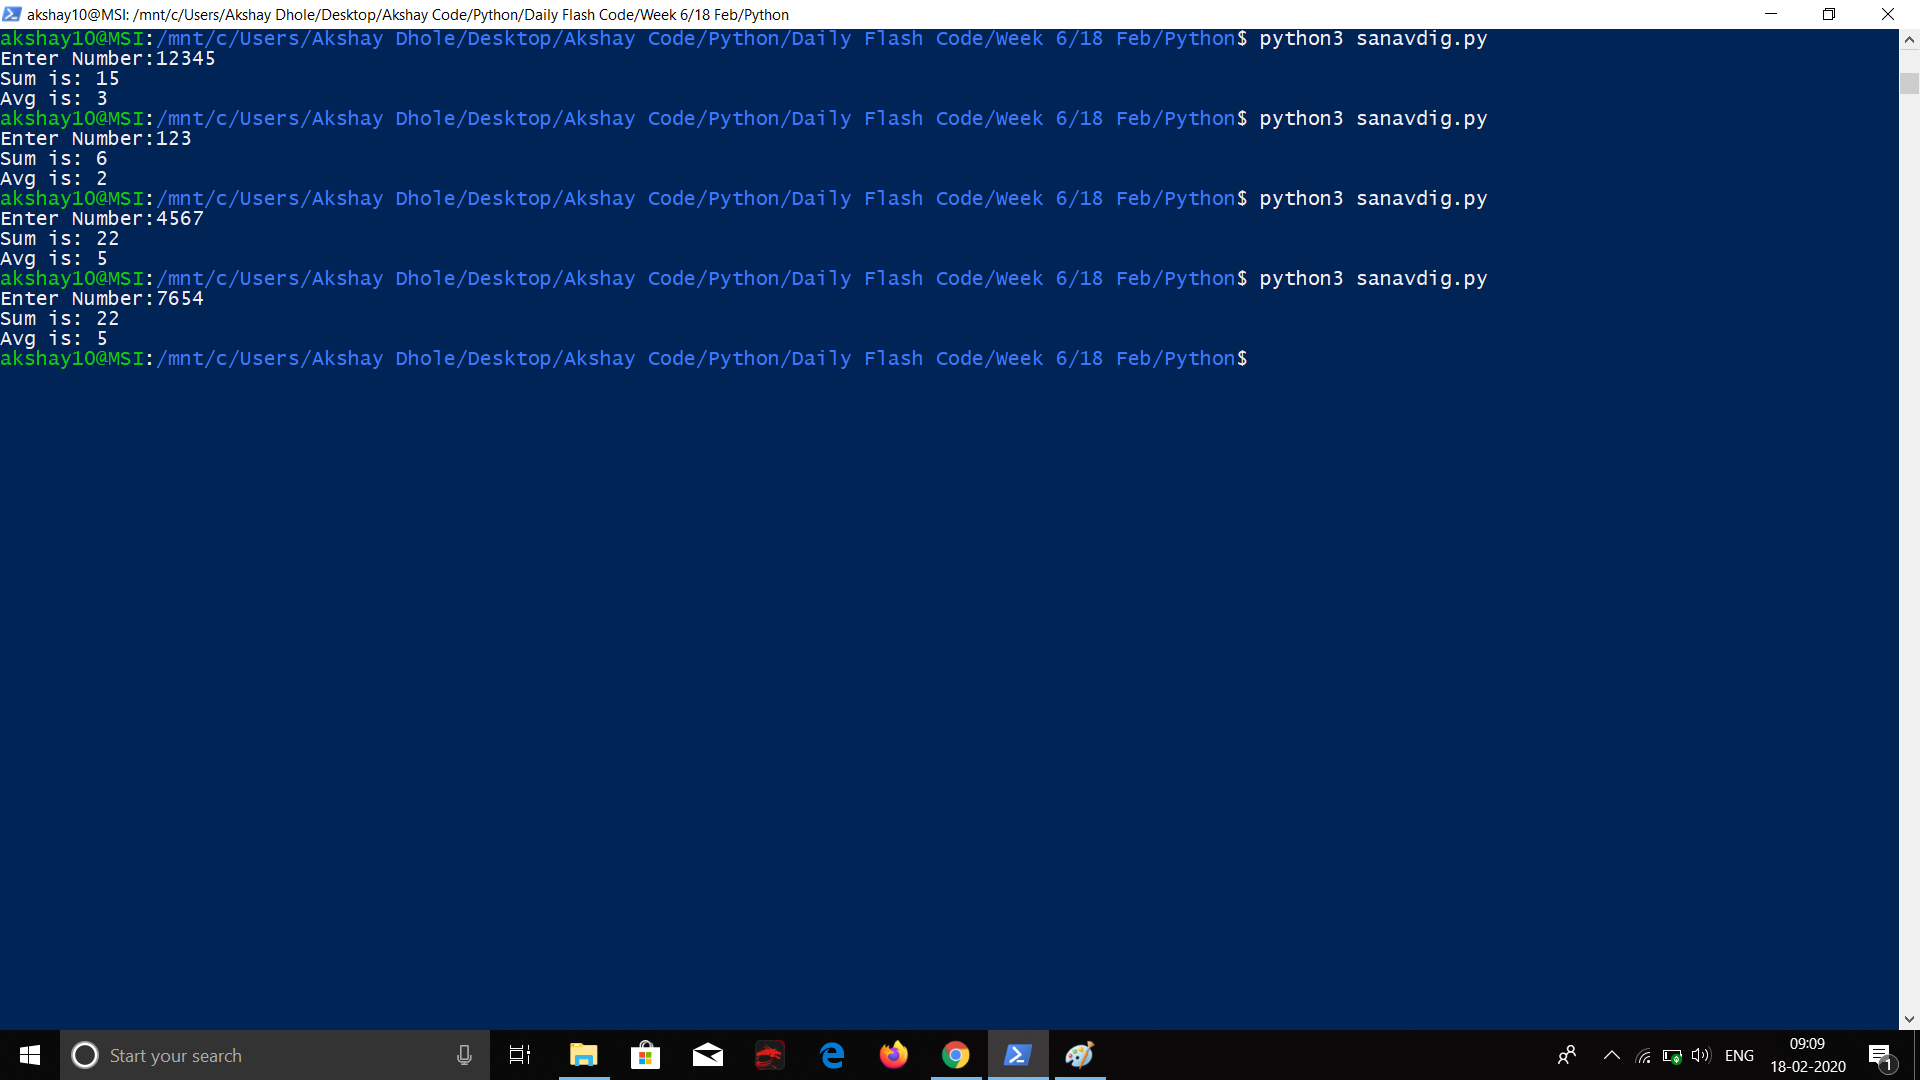 akshay10@MSI: /mnt/c/Users/Akshay Dhole/Desktop/Akshay Code/Python/Daily Flash Code/Week 6/18 Feb/Python
akshay10@MSI:/mnt/c/Users/Akshay Dhole/Desktop/Akshay Code/Python/Daily Flash Code/Week 6/18 Feb/Python$ python3 sanavdig.py
Enter Number:12345
Sum is: 15
Avg is: 3
akshay10@MSI:/mnt/c/Users/Akshay Dhole/Desktop/Akshay Code/Python/Daily Flash Code/Week 6/18 Feb/Python$ python3 sanavdig.py
Enter Number:123
Sum is: 6
Avg is: 2
akshay10@MSI:/mnt/c/Users/Akshay Dhole/Desktop/Akshay Code/Python/Daily Flash Code/Week 6/18 Feb/Python$ python3 sanavdig.py
Enter Number:4567
Sum is: 22
Avg is: 5
akshay10@MSI:/mnt/c/Users/Akshay Dhole/Desktop/Akshay Code/Python/Daily Flash Code/Week 6/18 Feb/Python$ python3 sanavdig.py
Enter Number:7654
Sum is: 22
Avg is: 5
akshay10@MSI:/mnt/c/Users/Akshay Dhole/Desktop/Akshay Code/Python/Daily Flash Code/Week 6/18 Feb/Python$
Start your search
ENG
09:09
18-02-2020
1